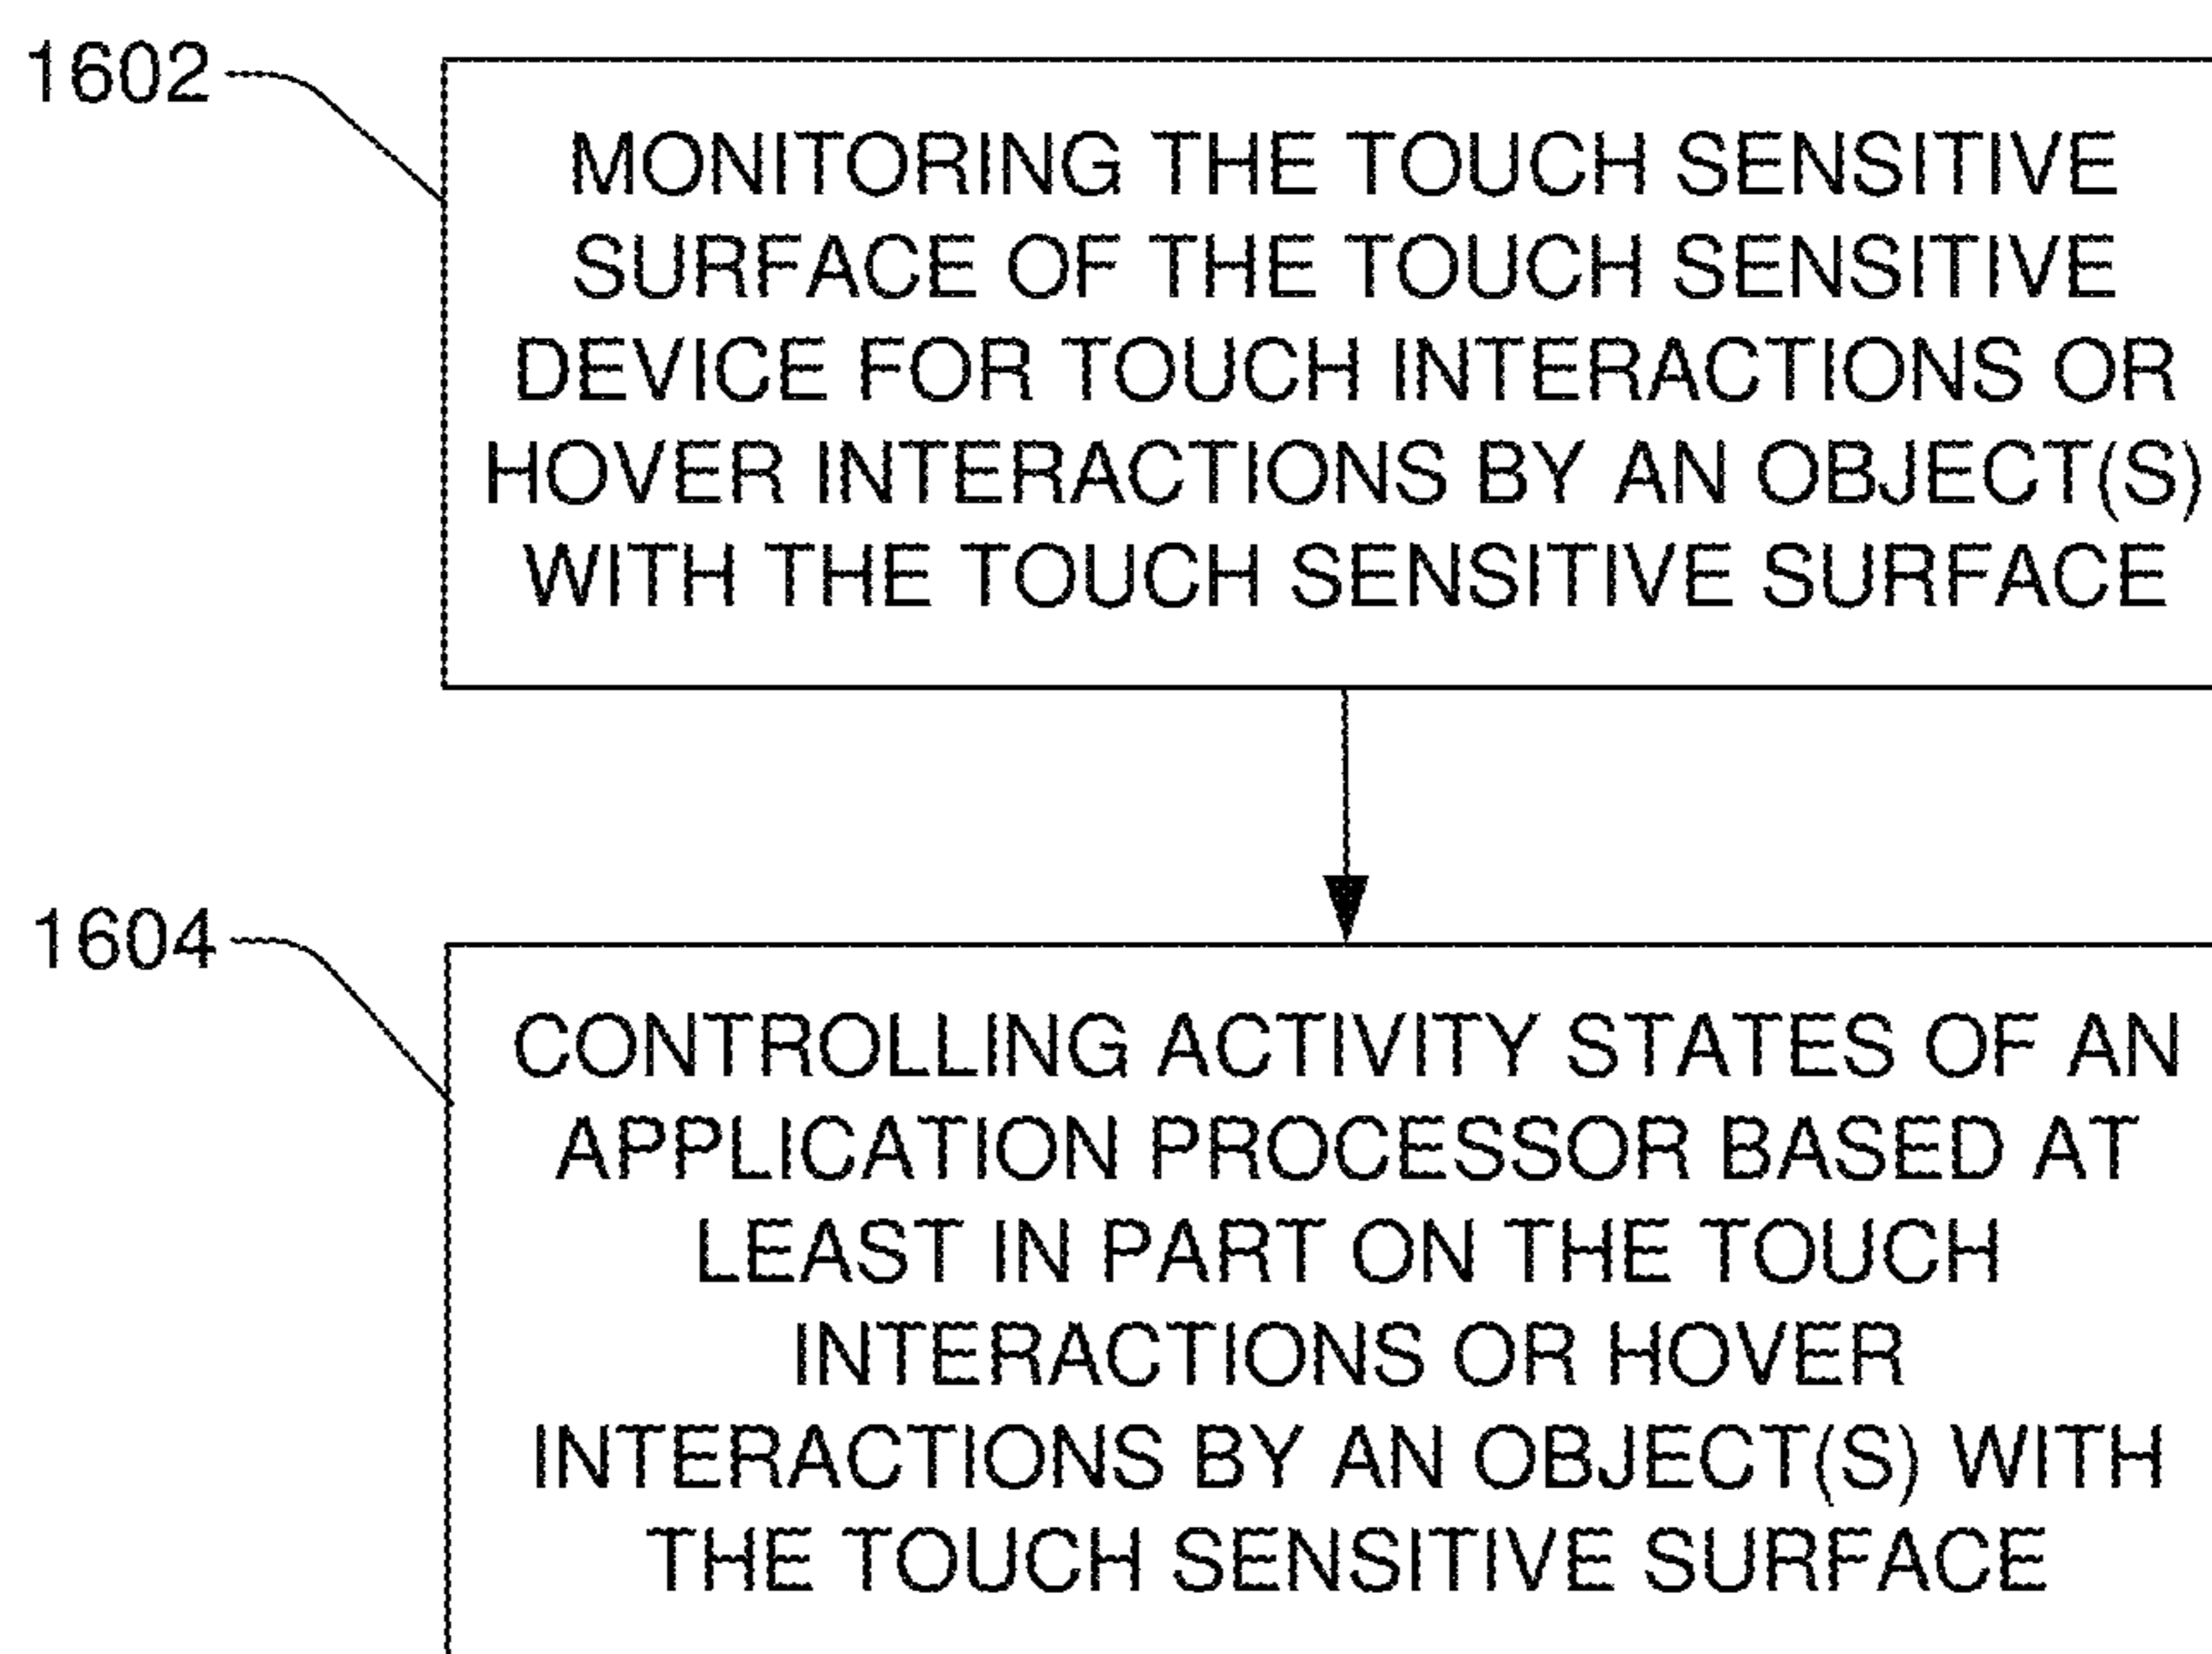 1602
MONITORING THE TOUCH SENSITIVE
SURFACE OF THE TOUCH SENSITIVE
DEVICE FOR TOUCH INTERACTIONS OR
HOVER INTERACTIONS BY AN OBJECT(S)
WITH THE TOUCH SENSITIVE SURFACE
1604
CONTROLLING ACTIVITY STATES OF AN
APPLICATION PROCESSOR BASED AT
LEAST IN PART ON THE TOUCH
INTERACTIONS OR HOVER
INTERACTIONS BY AN OBJECT(S) WITH
THE TOUCH SENSITIVE SURFACE